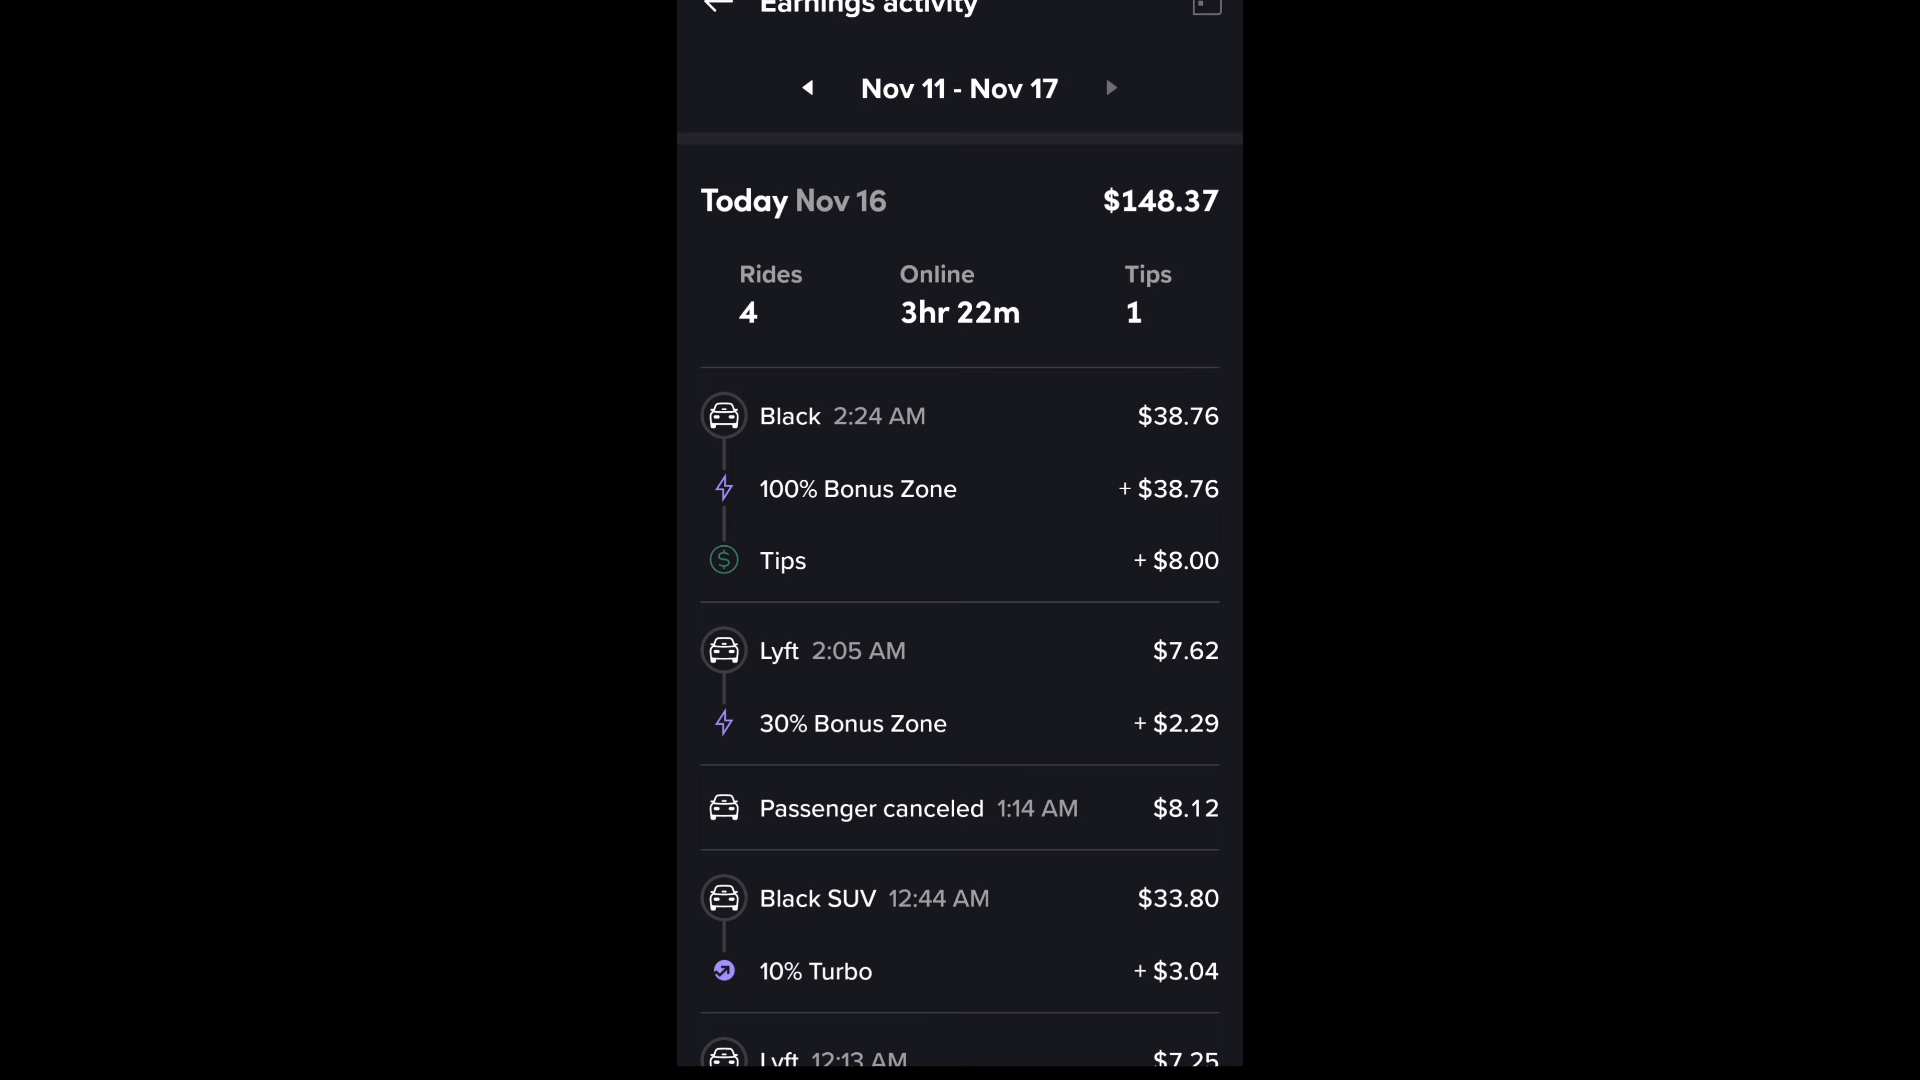 Earnings activity
Nov 11 - Nov 17
Today Nov 16 $148.37
Rides Online Tips
4 3hr 22m 1
Black 2:24 AM $38.76
100% Bonus Zone + $38.76
Tips + $8.00
Lyft 2:05 AM $7.62
30% Bonus Zone + $2.29
Passenger canceled 1:14 AM $8.12
Black SUV 12:44 AM $33.80
10% Turbo + $3.04
Lyft 12:13 AM $7.25